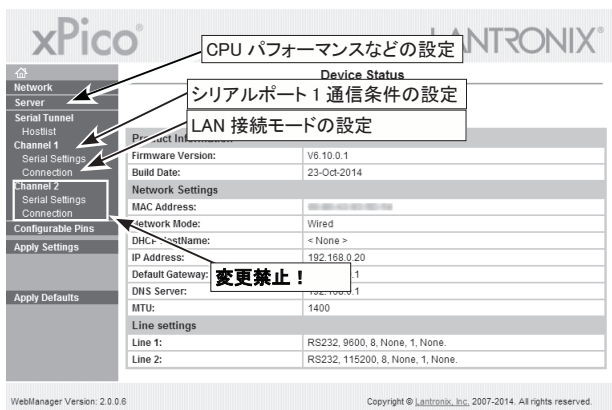 xPico®
LANTRONIX®
CPU パフォーマンスなどの設定
Device Status
シリアルポート 1 通信条件の設定
LAN 接続モードの設定
Network
Server
Serial Tunnel
Hostlist
Channel 1
Serial Settings
Connection
Channel 2
Serial Settings
Connection
Configurable Pins
Apply Settings
Apply Defaults
Product Information
Firmware Version: V6.10.0.1
Build Date: 23-Oct-2014
Network Settings
MAC Address:
Network Mode: Wired
DHCP HostName: < None >
IP Address: 192.168.0.20
Default Gateway: .1
変更禁止!
DNS Server: 192.168.0.1
MTU: 1400
Line settings
Line 1: RS232, 9600, 8, None, 1, None.
Line 2: RS232, 115200, 8, None, 1, None.
WebManager Version: 2.0.0.6
Copyright © Lantronix, Inc. 2007-2014. All rights reserved.